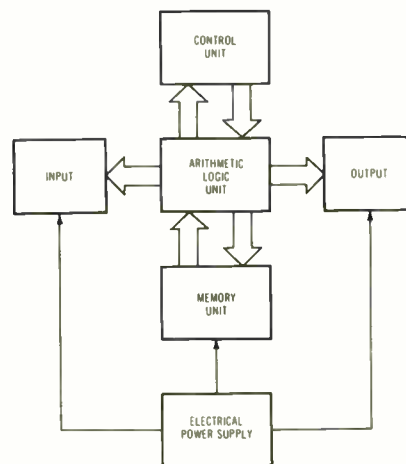 CONTROL
UNIT
INPUT
ARITHMETIC
LOGIC
UNIT
OUTPUT
MEMORY
UNIT
ELECTRICAL
POWER SUPPLY